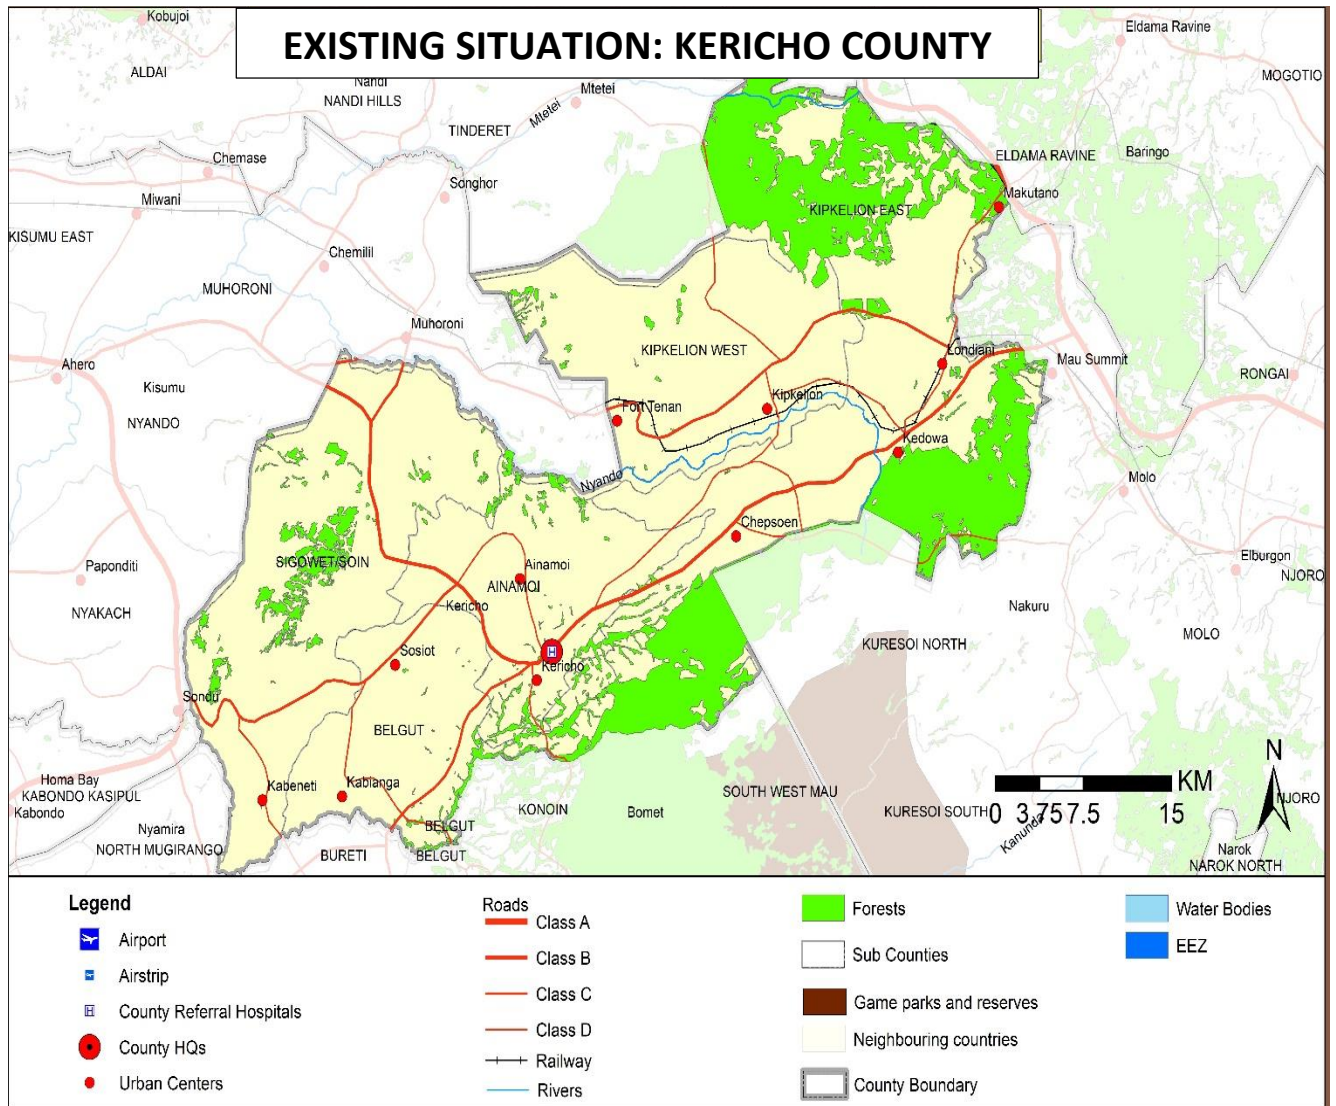 EXISTING SITUATION: KERICHO COUNTY
Kobujoi
Eldama Ravine
ALDAI
MOGOTIO
Nandi
NANDI HILLS
Mtetei
Mtetei
TINDERET
Chemase
ELDAMA RAVINE
Baringo
Songhor
Makutano
Miwani
KIPKELION EAST
KISUMU EAST
Chemilil
MUHORONI
Muhoroni
KIPKELION WEST
Londiani
Mau Summit
Ahero
RONGAI
Kisumu
NYANDO
Fort Tenan
Kipkelion
Kedowa
Nyando
Molo
Chepsoen
Elburgon
SIGOWET/SOIN
Ainamoi
NJORO
Paponditi
AINAMOI
NYAKACH
Kericho
Nakuru
MOLO
Sosiot
KURESOI NORTH
Kericho
H
Sondu
BELGUT
N
Homa Bay
KABONDO KASIPUL
Kabondo
Kabeneti
Kabianga
KONOIN
Bomet
SOUTH WEST MAU
KURESOI SOUTH
KM
0 3.75 7.5 15
NJORO
Nyamira
NORTH MUGIRANGO
BELGUT
Kanunda
BURETI
BELGUT
Narok
NAROK NORTH
Legend
Airport
Airstrip
H
County Referral Hospitals
County HQs
Urban Centers
Roads
Class A
Class B
Class C
Class D
Railway
Rivers
Forests
Sub Counties
Game parks and reserves
Neighbouring countries
County Boundary
Water Bodies
EEZ